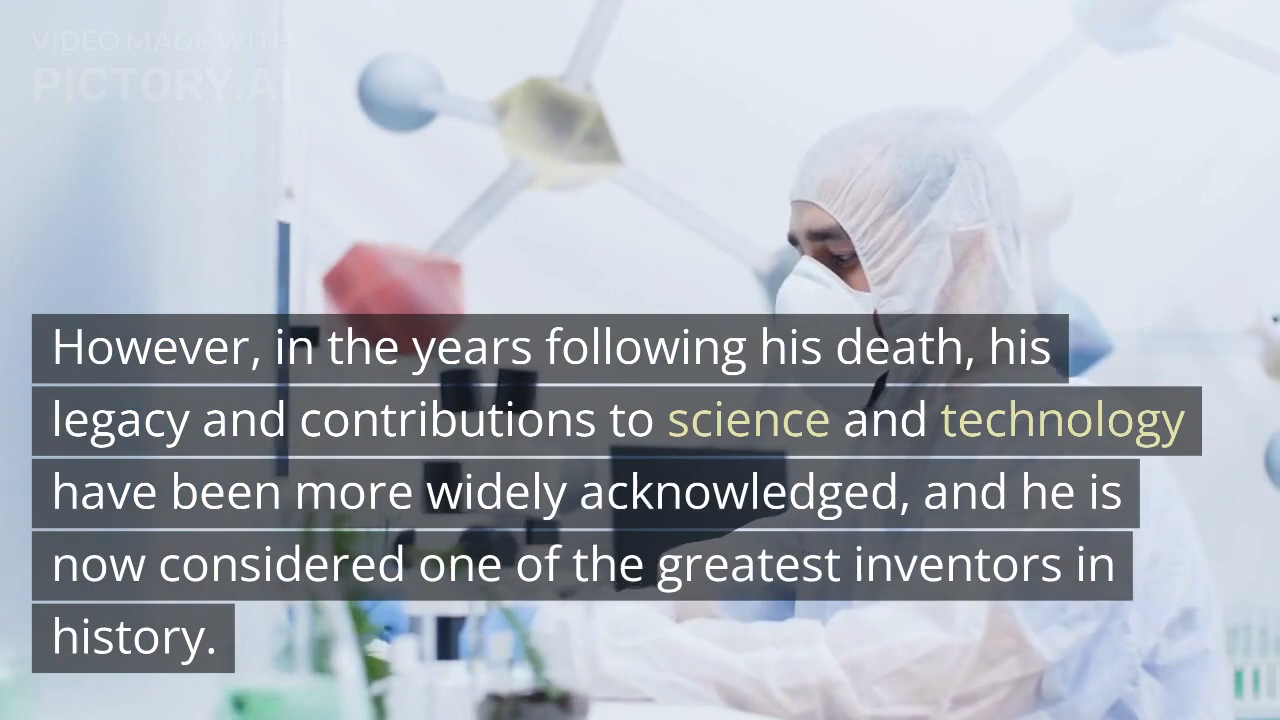 VIDEO MADE WITH
PICTORY.AI
However, in the years following his death, his
legacy and contributions to science and technology
have been more widely acknowledged, and he is
now considered one of the greatest inventors in
history.